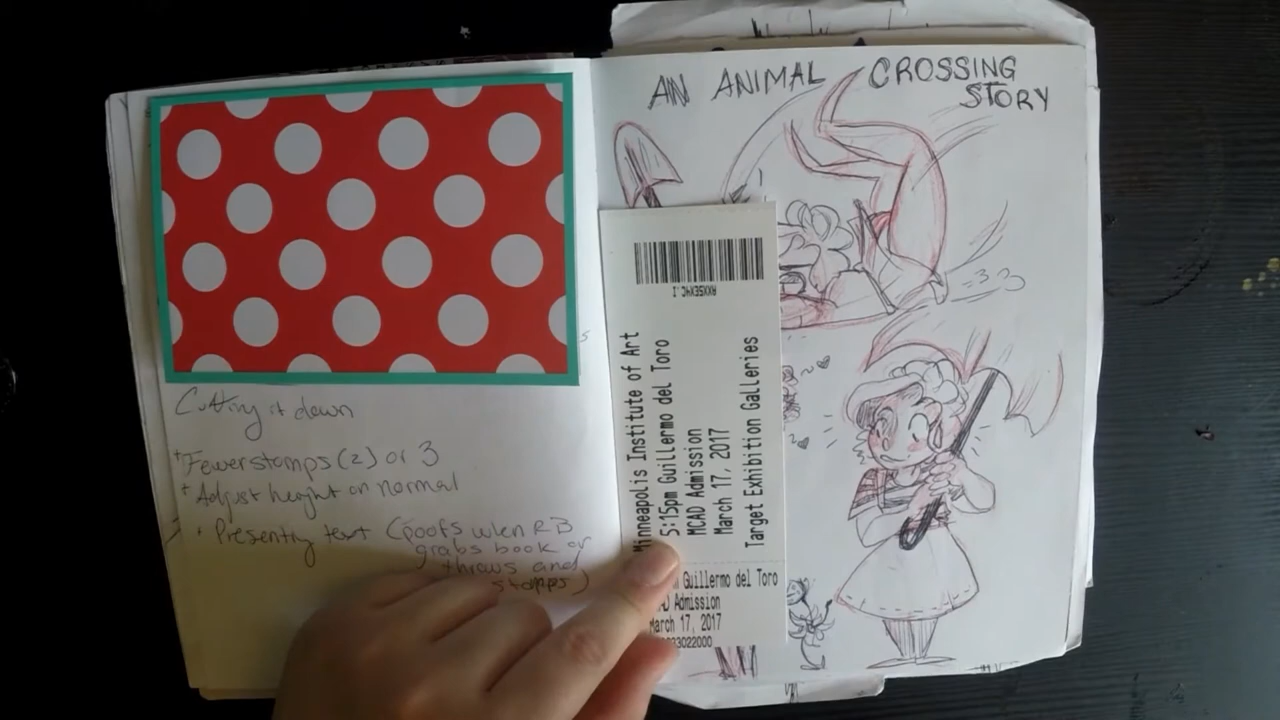 AN ANIMAL CROSSING
STORY
Minneapolis Institute of Art
5:15pm Guillermo del Toro
MCAD Admission
March 17, 2017
Target Exhibition Galleries
Guillermo del Toro
Admission
March 17, 2017
33022000
Cutting it down
+ Fewer stamps (2) or 3
+ Adjust height on normal
+ Presenting text (poofs when RB
grabs book or
throws and
stomps)